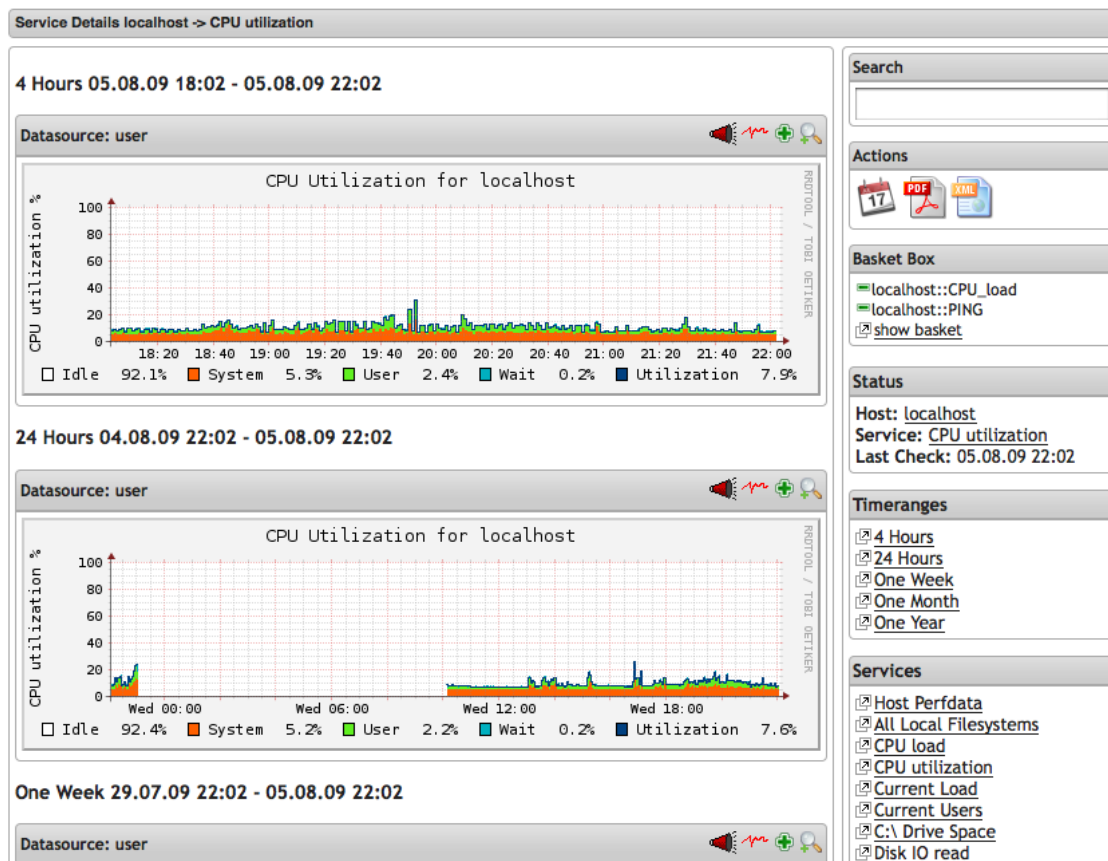 Service Details localhost -> CPU utilization
4 Hours 05.08.09 18:02 - 05.08.09 22:02
Datasource: user
CPU Utilization for localhost
RRDTOOL / TOBI OETIKER
CPU utilization %
100
80
60
40
20
0
18:20 18:40 19:00 19:20 19:40 20:00 20:20 20:40 21:00 21:20 21:40 22:00
Idle 92.1% System 5.3% User 2.4% Wait 0.2% Utilization 7.9%
24 Hours 04.08.09 22:02 - 05.08.09 22:02
Datasource: user
CPU Utilization for localhost
RRDTOOL / TOBI OETIKER
CPU utilization %
100
80
60
40
20
0
Wed 00:00 Wed 06:00 Wed 12:00 Wed 18:00
Idle 92.4% System 5.2% User 2.2% Wait 0.2% Utilization 7.6%
One Week 29.07.09 22:02 - 05.08.09 22:02
Datasource: user
Search
Actions
17 PDF XML
Basket Box
localhost::CPU_load
localhost::PING
show basket
Status
Host: localhost
Service: CPU utilization
Last Check: 05.08.09 22:02
Timeranges
4 Hours
24 Hours
One Week
One Month
One Year
Services
Host Perfdata
All Local Filesystems
CPU load
CPU utilization
Current Load
Current Users
C:\ Drive Space
Disk IO read